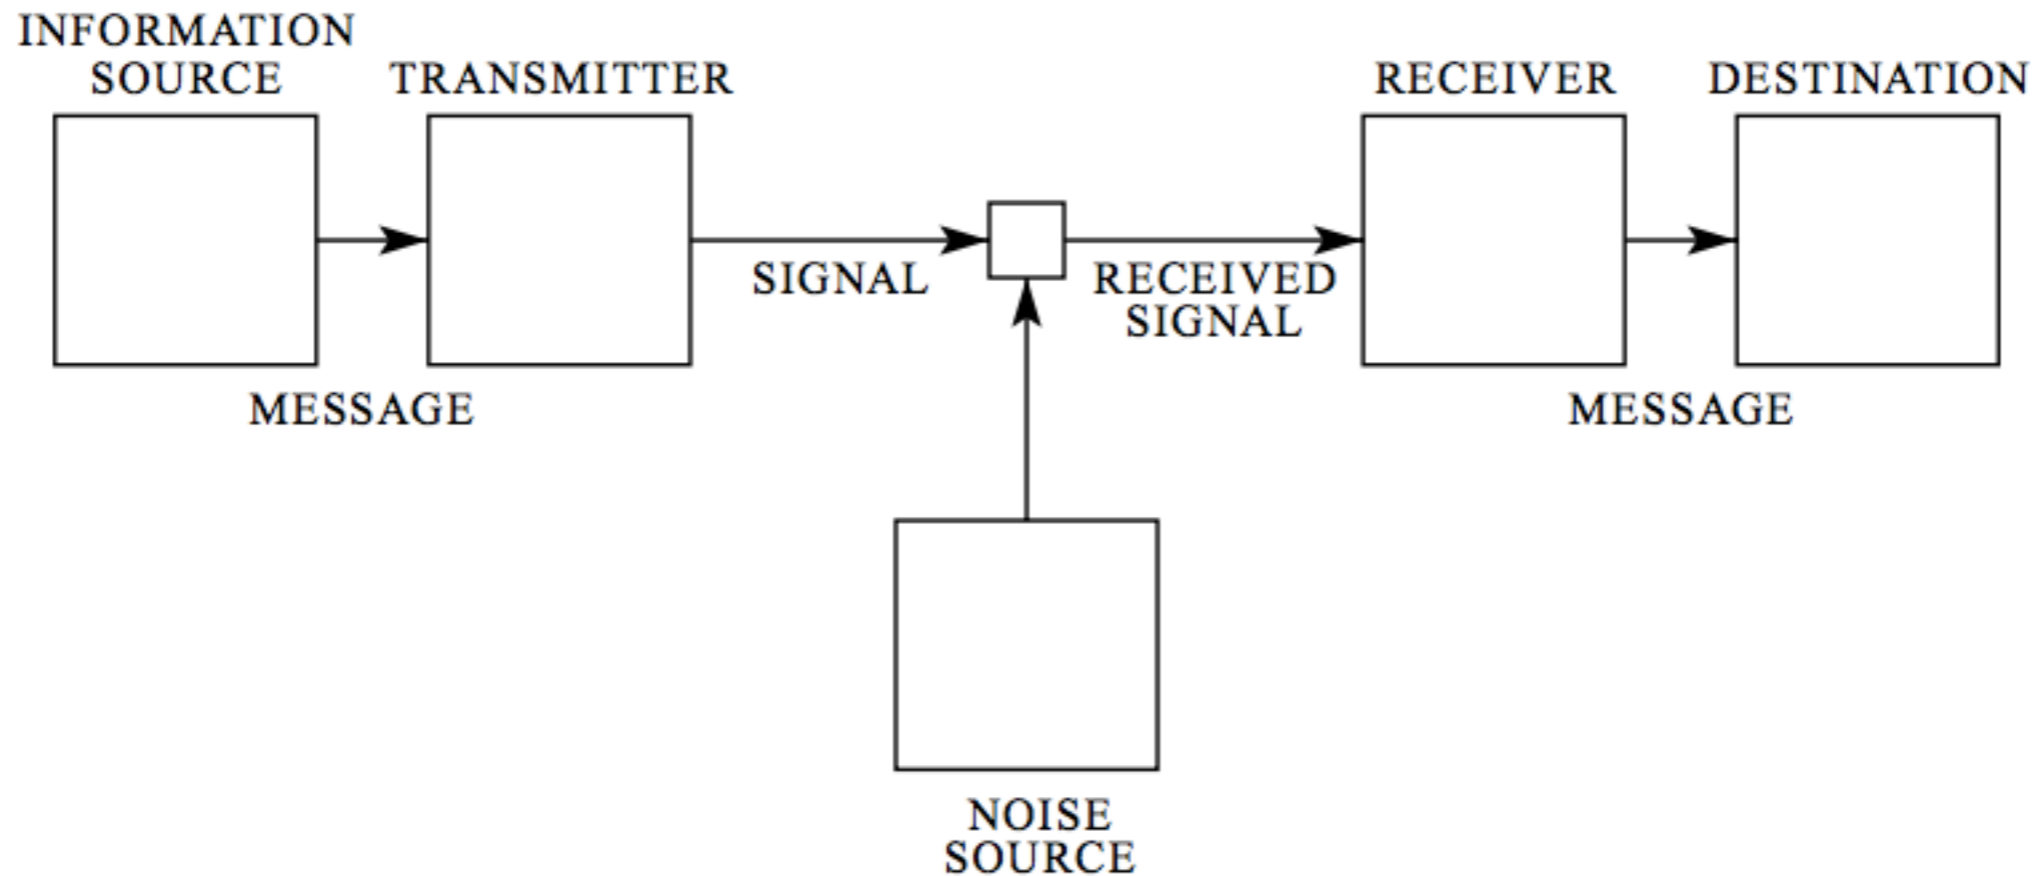 INFORMATION
SOURCE
TRANSMITTER
RECEIVER
DESTINATION
SIGNAL
RECEIVED
SIGNAL
MESSAGE
MESSAGE
NOISE
SOURCE